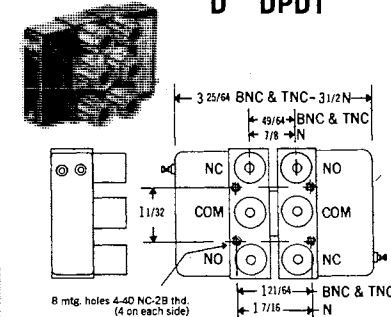 D DPDT
3 25/64 BNC & TNC-3 1/2 N
49/64 BNC & TNC
7/8 N
NC NO
1 1/32
COM COM
NO NC
8 mtg. holes 4-40 NC-2B thd.
(4 on each side)
1 21/64 BNC & TNC
1 7/16 N